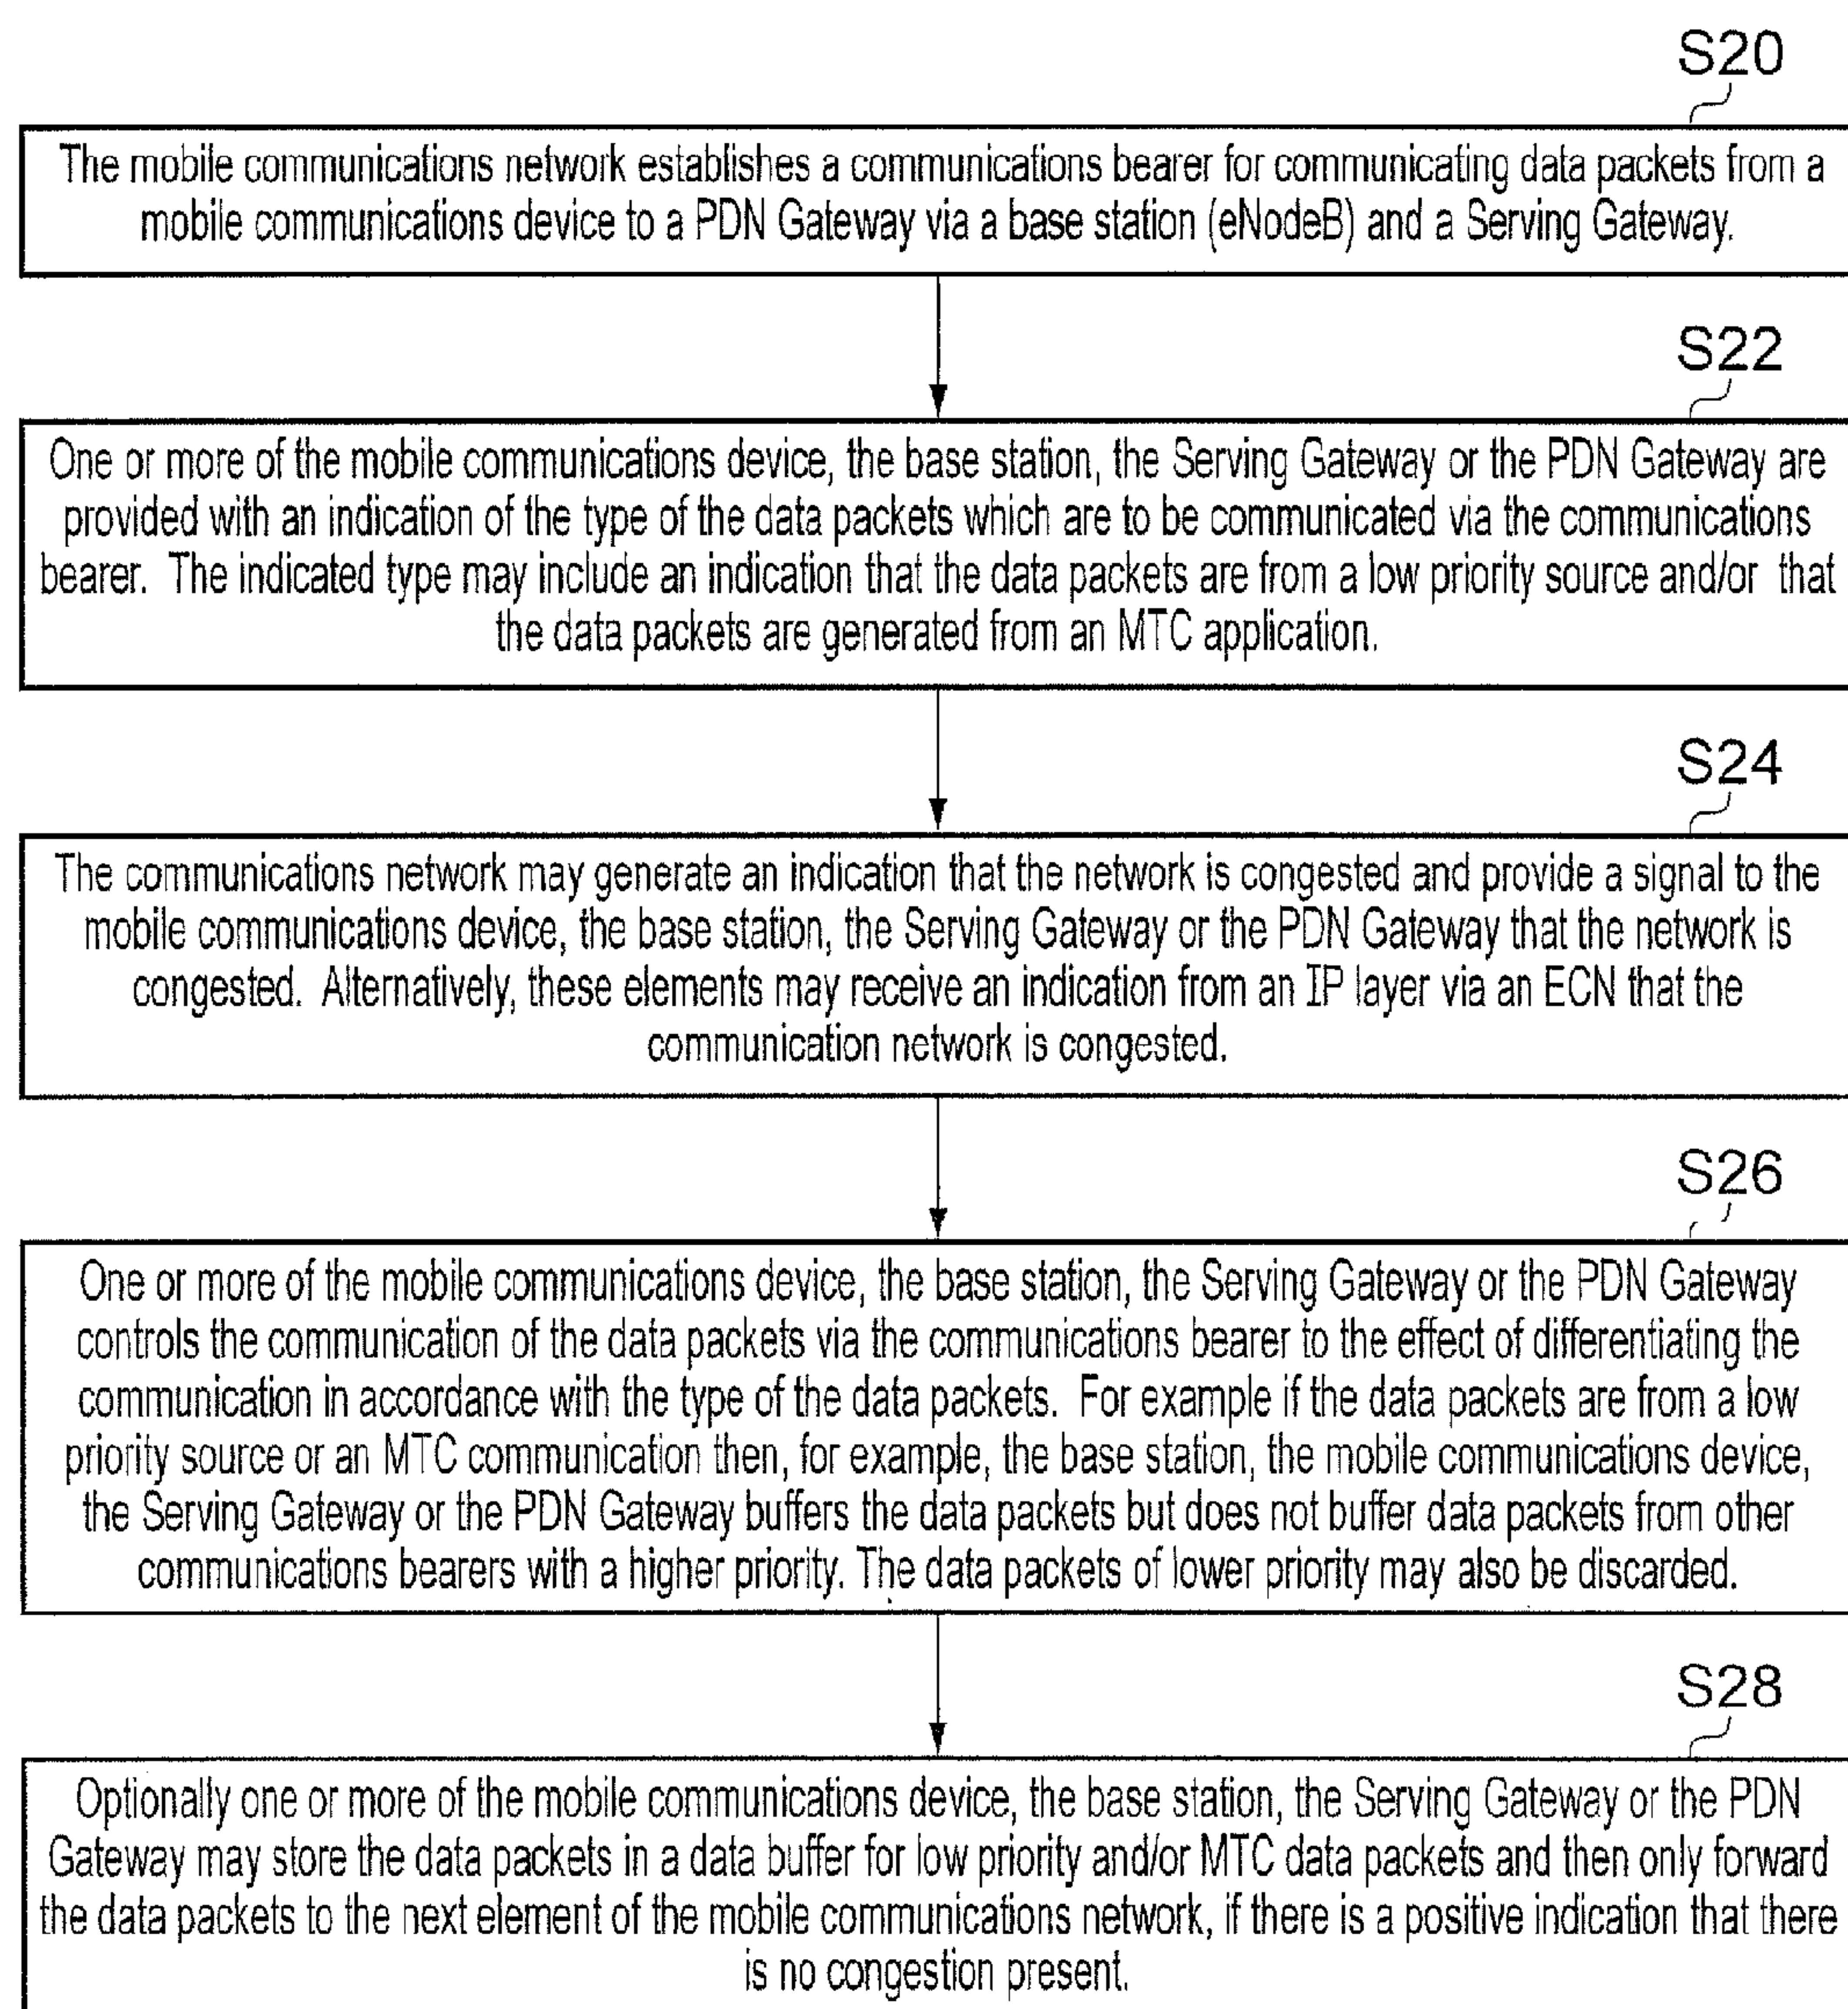 S20
The mobile communications network establishes a communications bearer for communicating data packets from a
mobile communications device to a PDN Gateway via a base station (eNodeB) and a Serving Gateway.
S22
One or more of the mobile communications device, the base station, the Serving Gateway or the PDN Gateway are
provided with an indication of the type of the data packets which are to be communicated via the communications
bearer. The indicated type may include an indication that the data packets are from a low priority source and/or that
the data packets are generated from an MTC application.
S24
The communications network may generate an indication that the network is congested and provide a signal to the
mobile communications device, the base station, the Serving Gateway or the PDN Gateway that the network is
congested. Alternatively, these elements may receive an indication from an IP layer via an ECN that the
communication network is congested.
S26
One or more of the mobile communications device, the base station, the Serving Gateway or the PDN Gateway
controls the communication of the data packets via the communications bearer to the effect of differentiating the
communication in accordance with the type of the data packets. For example if the data packets are from a low
priority source or an MTC communication then, for example, the base station, the mobile communications device,
the Serving Gateway or the PDN Gateway buffers the data packets but does not buffer data packets from other
communications bearers with a higher priority. The data packets of lower priority may also be discarded.
S28
Optionally one or more of the mobile communications device, the base station, the Serving Gateway or the PDN
Gateway may store the data packets in a data buffer for low priority and/or MTC data packets and then only forward
the data packets to the next element of the mobile communications network, if there is a positive indication that there
is no congestion present.